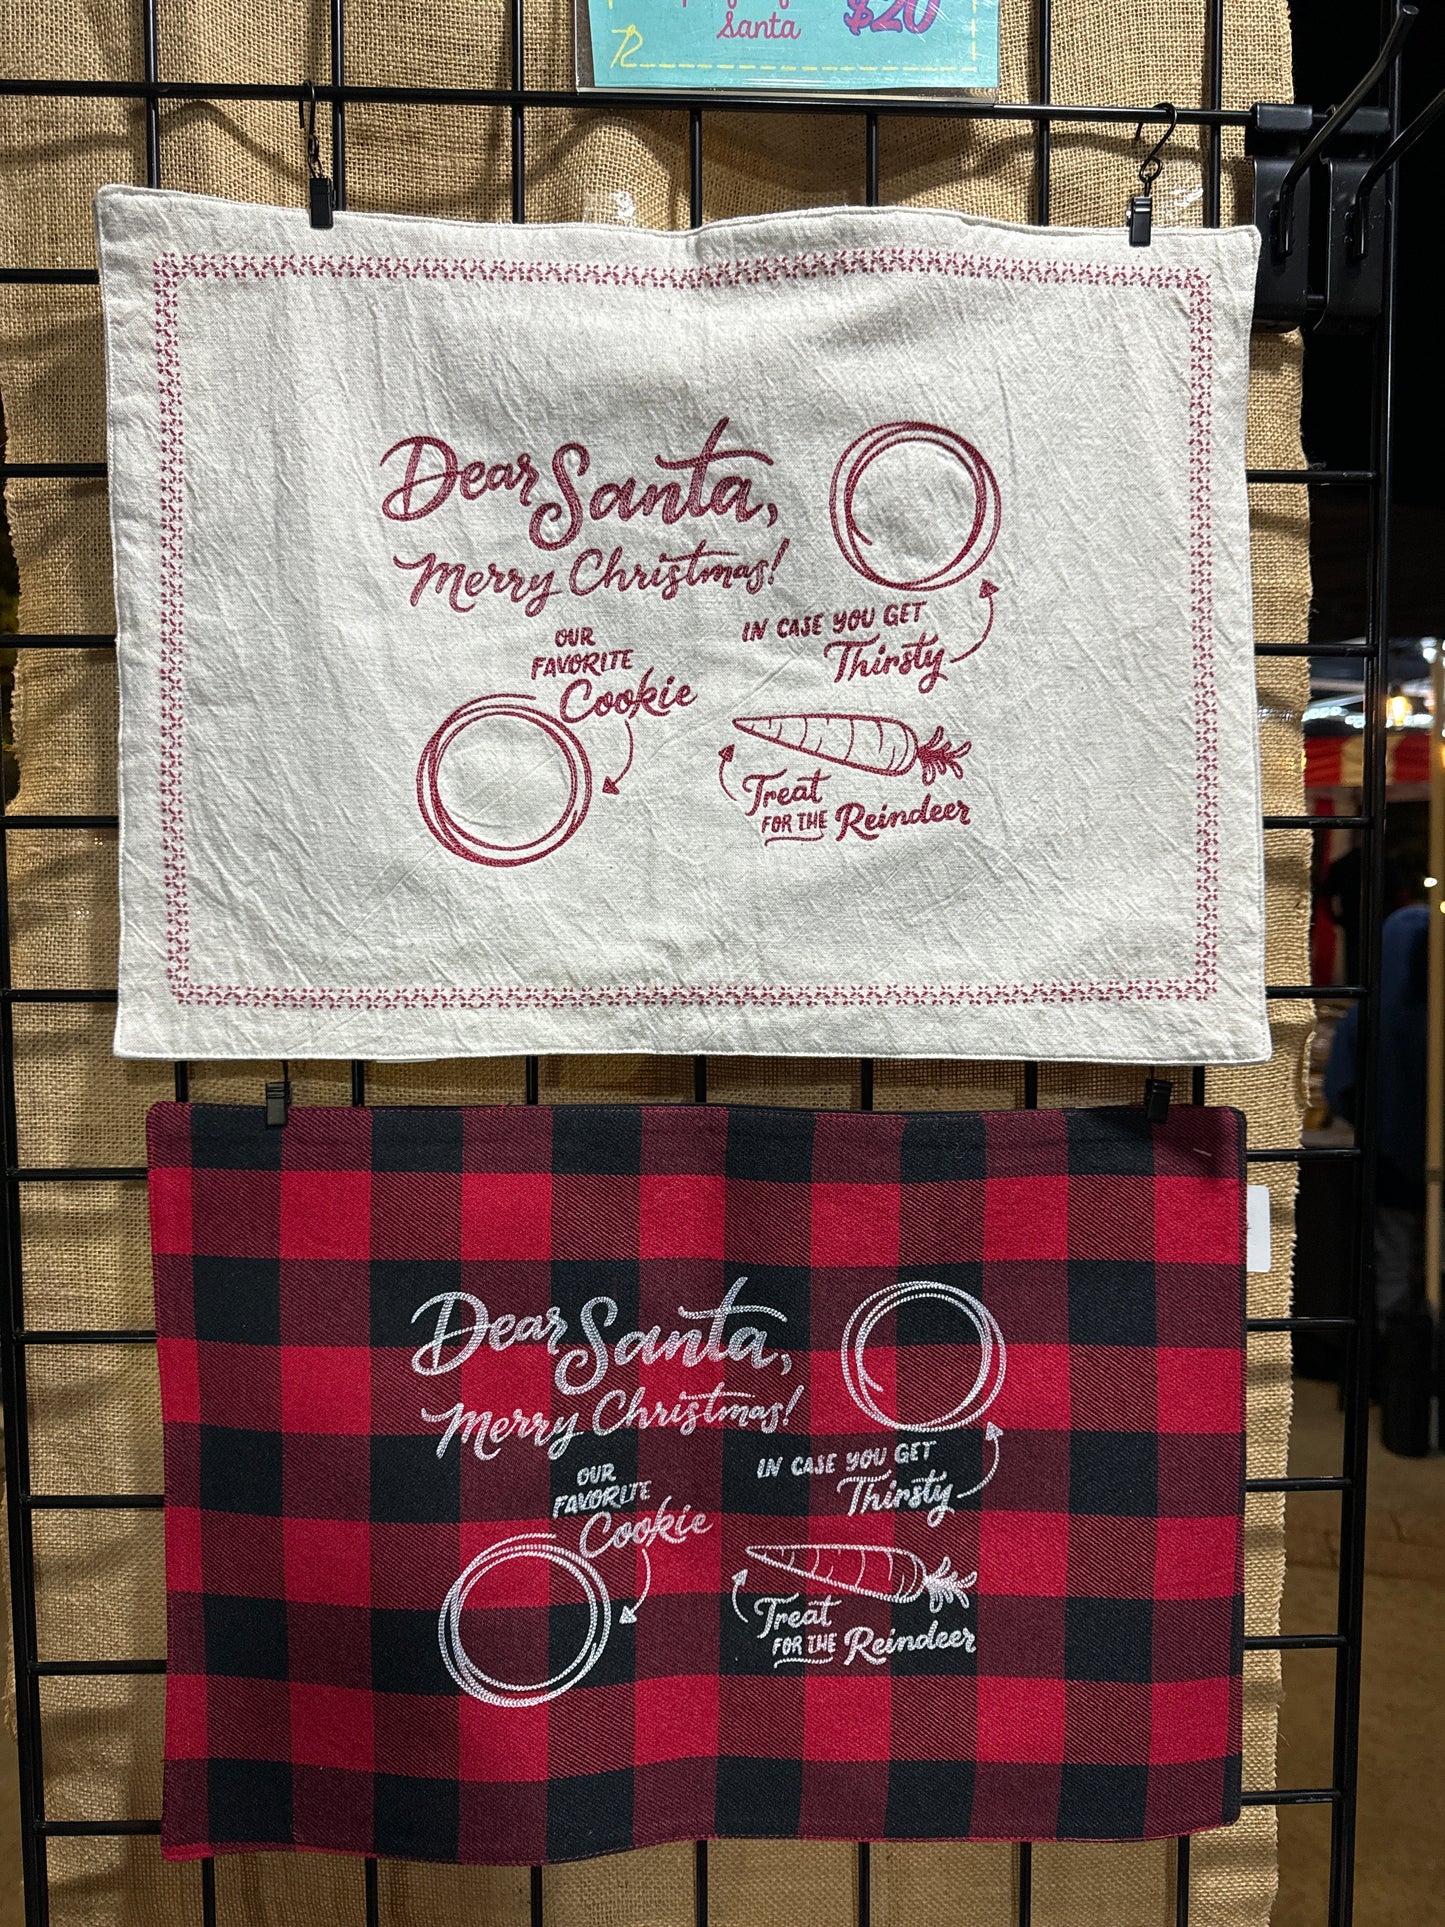 Santa $20
Dear Santa,
Merry Christmas!
OUR
FAVORITE
Cookie
IN CASE YOU GET
Thirsty
Treat
FOR THE Reindeer
Dear Santa,
Merry Christmas!
OUR
FAVORITE
Cookie
IN CASE YOU GET
Thirsty
Treat
FOR THE Reindeer